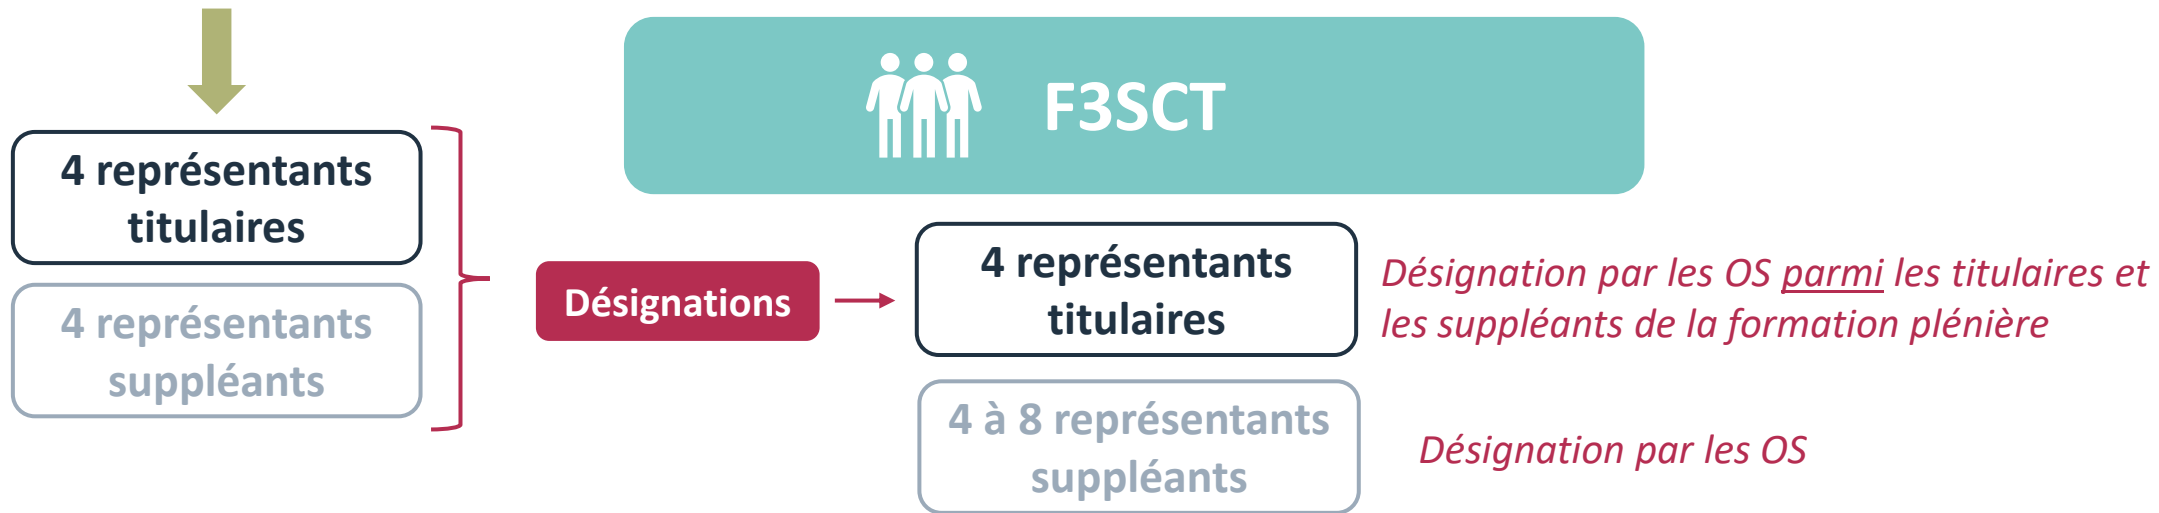 F3SCT
4 représentants
titulaires
4 représentants
suppléants
Désignations
4 représentants
titulaires
Désignation par les OS parmi les titulaires et
les suppléants de la formation plénière
4 à 8 représentants
suppléants
Désignation par les OS